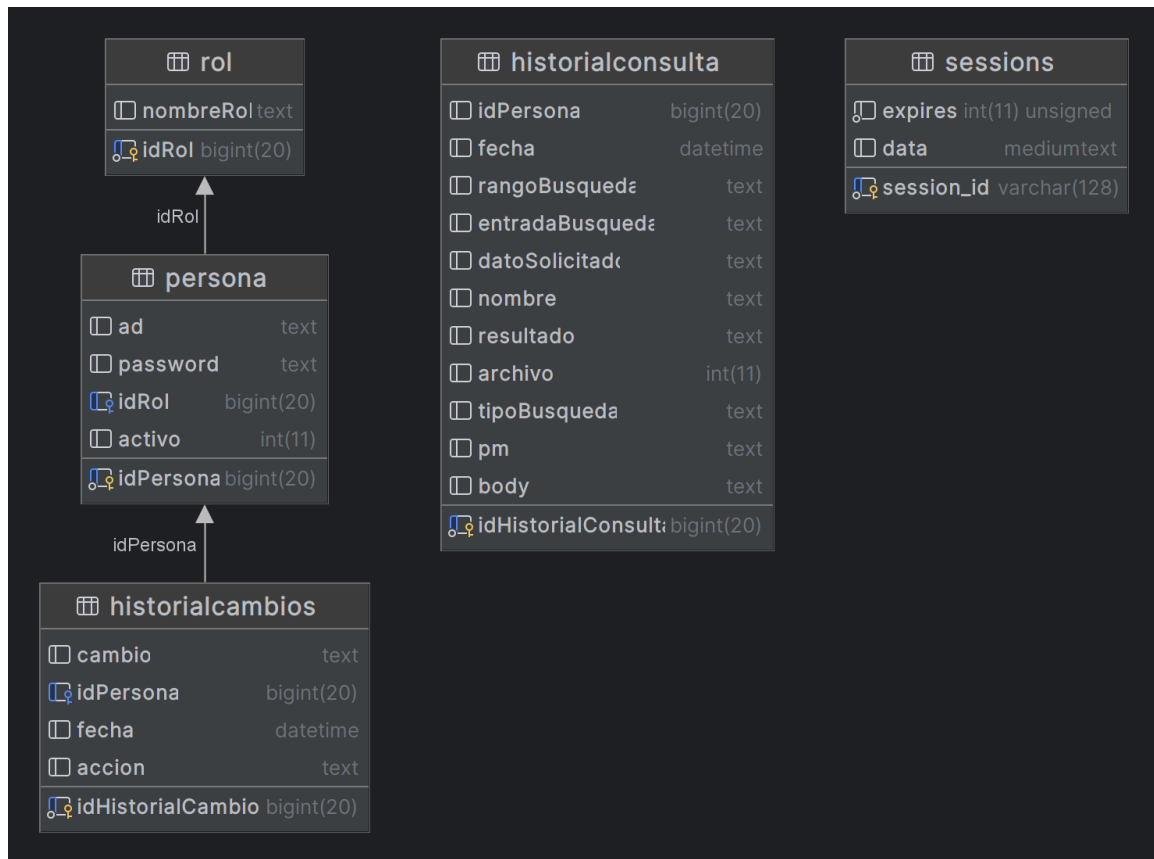 rol
nombreRol text
idRol bigint(20)
idRol
persona
ad text
password text
idRol bigint(20)
activo int(11)
idPersona bigint(20)
idPersona
historialcambios
cambio text
idPersona bigint(20)
fecha datetime
accion text
idHistorialCambio bigint(20)
historialconsulta
idPersona bigint(20)
fecha datetime
rangoBusqueda text
entradaBusqueda text
datoSolicitado text
nombre text
resultado text
archivo int(11)
tipoBusqueda text
pm text
body text
idHistorialConsulta bigint(20)
sessions
expires int(11) unsigned
data mediumtext
session_id varchar(128)